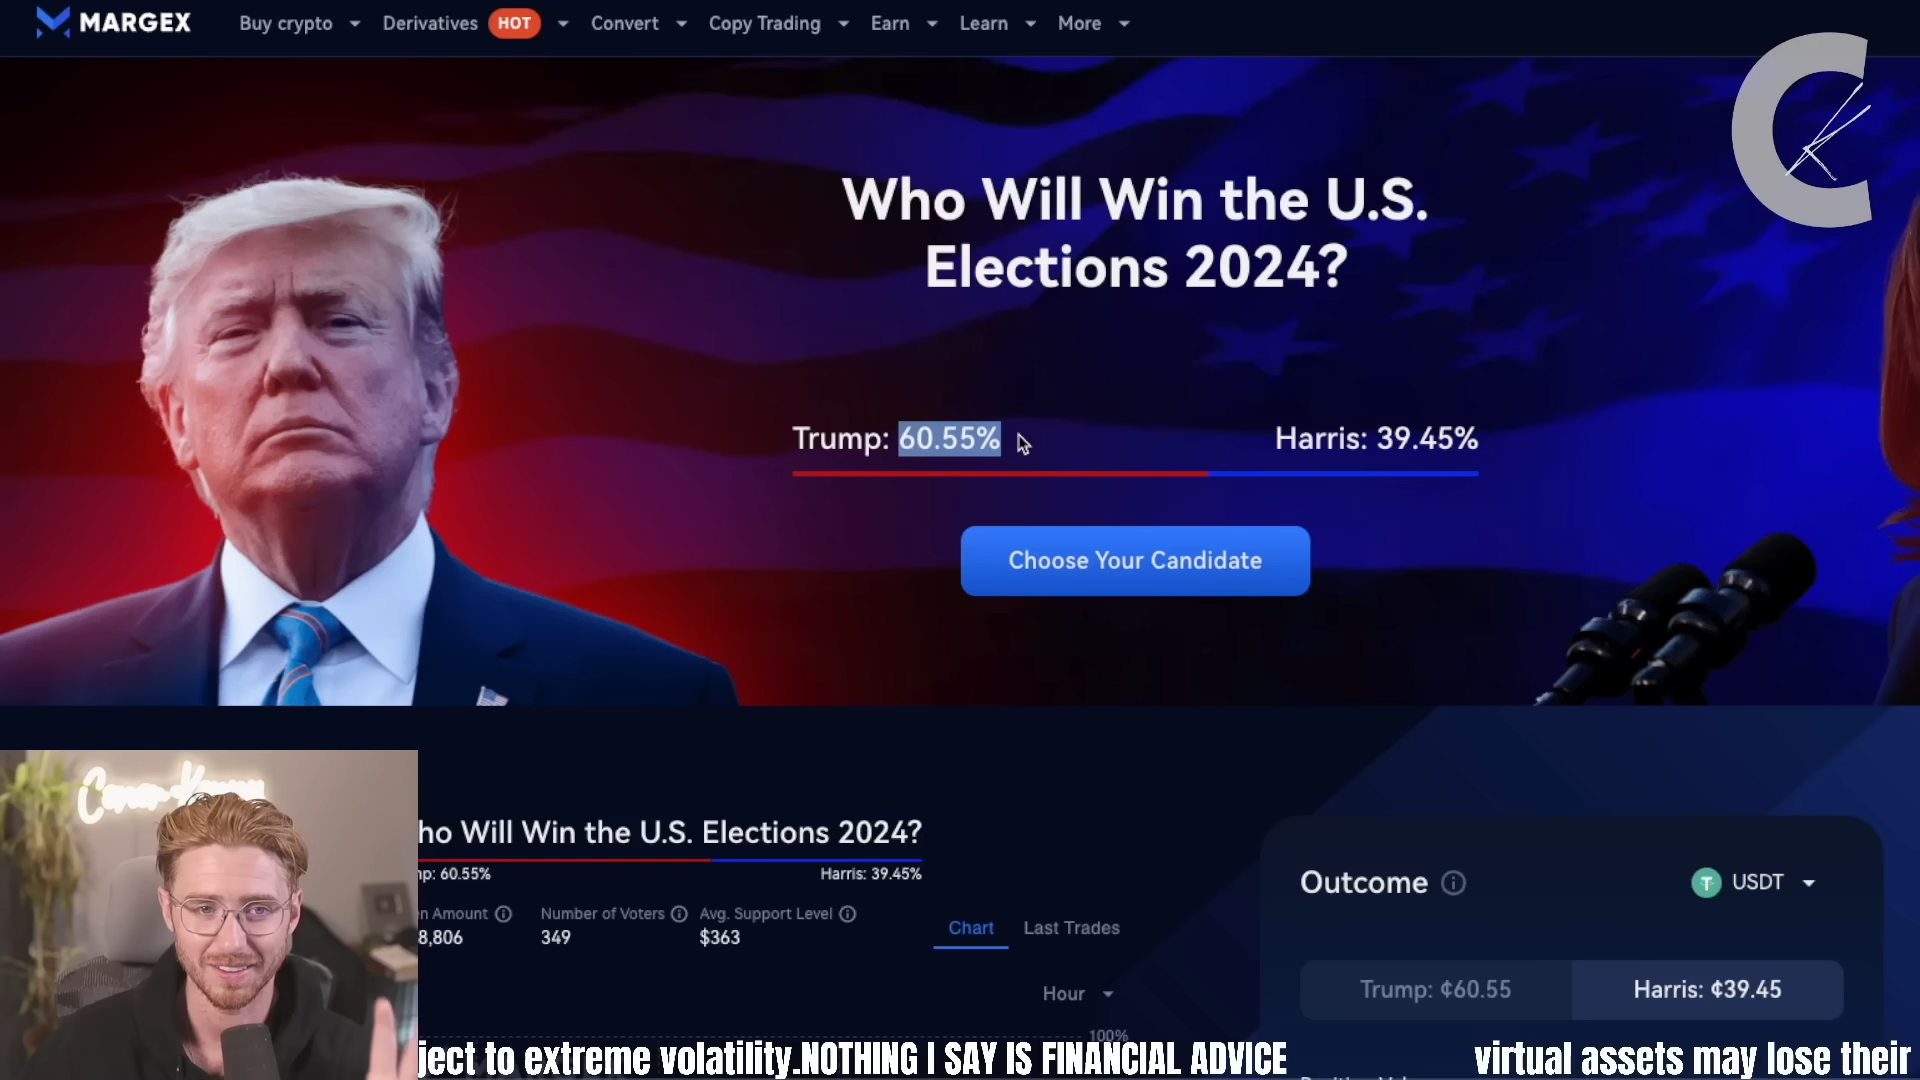 MARGEX
Buy crypto
Derivatives HOT
Convert
Copy Trading
Earn
Learn
More
Who Will Win the U.S.
Elections 2024?
Trump: 60.55%
Harris: 39.45%
Choose Your Candidate
ho Will Win the U.S. Elections 2024?
mp: 60.55%
Harris: 39.45%
n Amount
8,806
Number of Voters
349
Avg. Support Level
$363
Chart
Last Trades
Hour
100%
Outcome
USDT
Trump: ¢60.55
Harris: ¢39.45
ject to extreme volatility.NOTHING I SAY IS FINANCIAL ADVICE
virtual assets may lose their